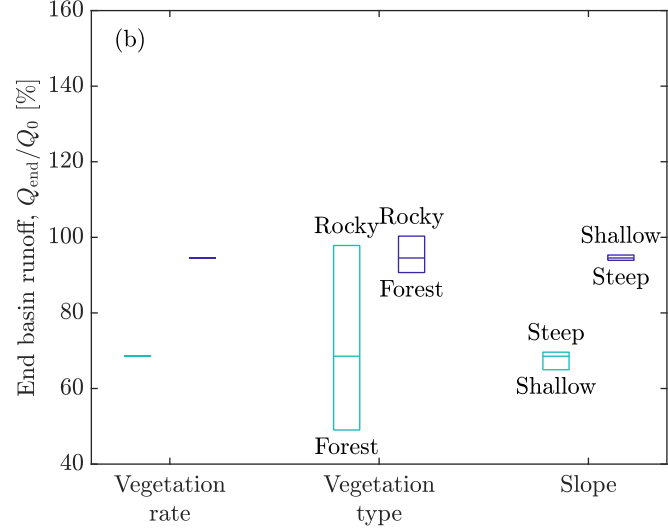 160
140
120
100
80
60
40
End basin runoff, Q_end/Q_0 [%]
(b)
Rocky
Forest
Rocky
Forest
Steep
Shallow
Shallow
Steep
Vegetation
rate
Vegetation
type
Slope